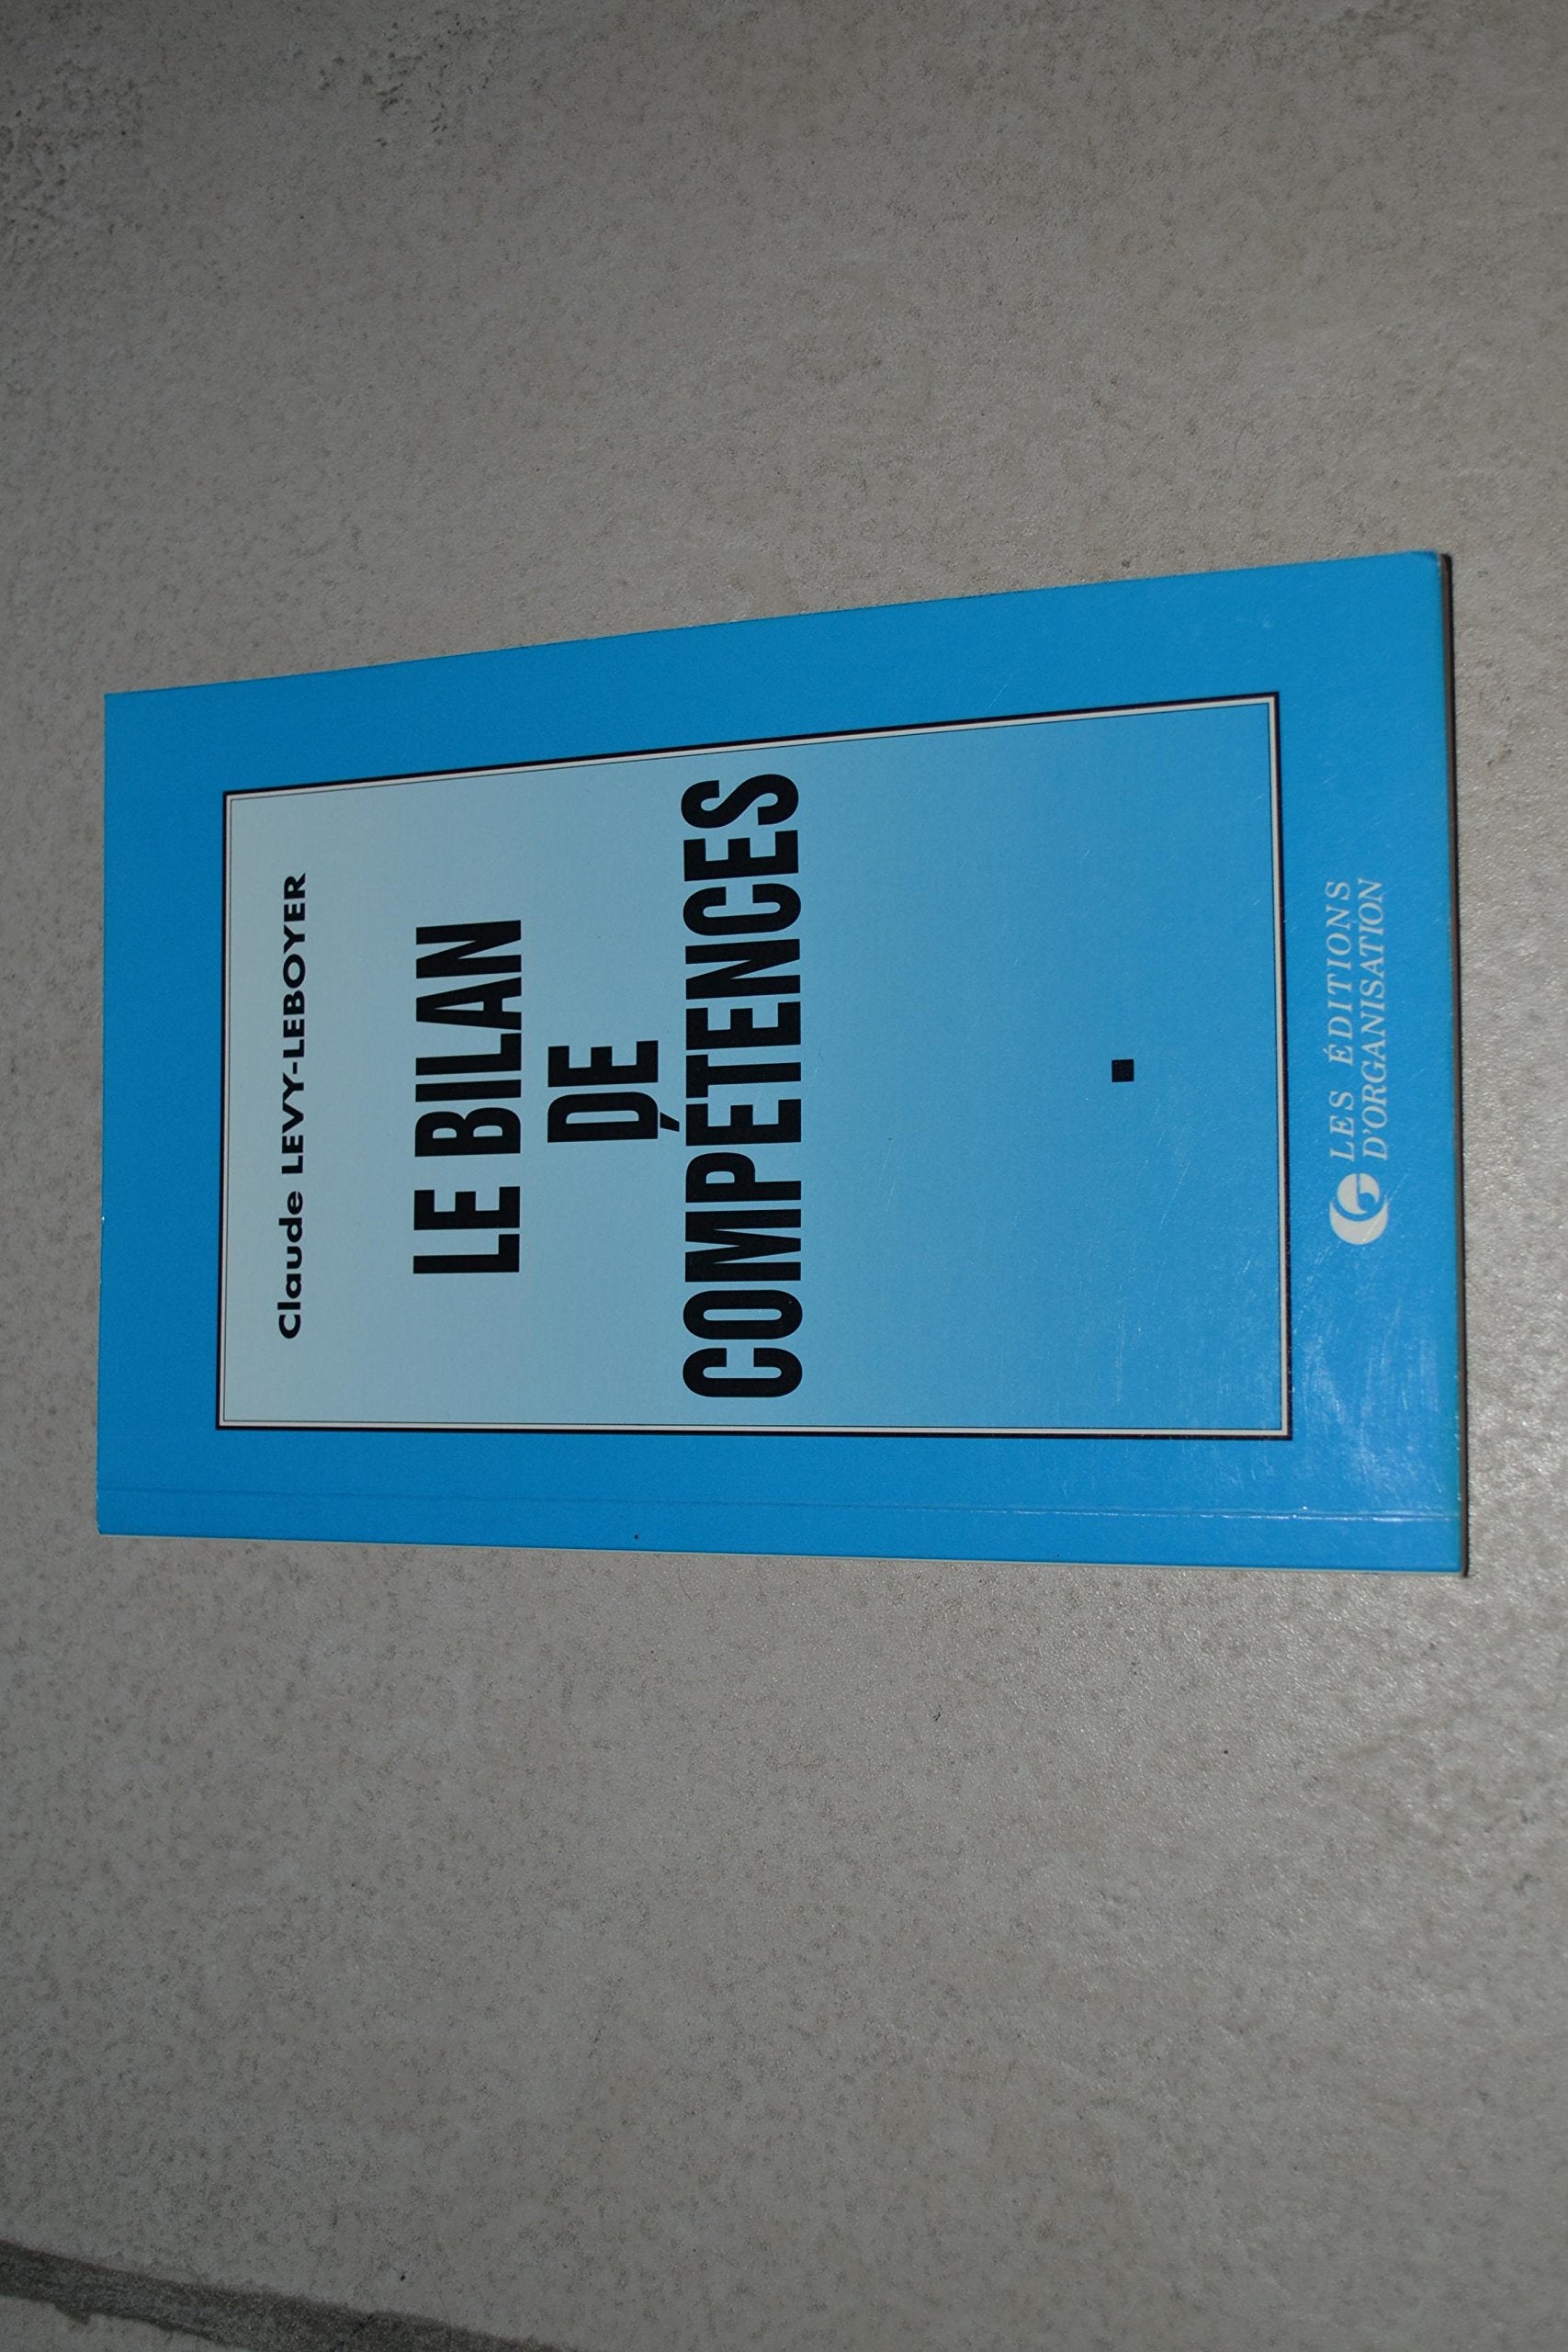 Claude LEVY-LEBOYER
LE BILAN
DE
COMPÉTENCES
LES ÉDITIONS
D'ORGANISATION